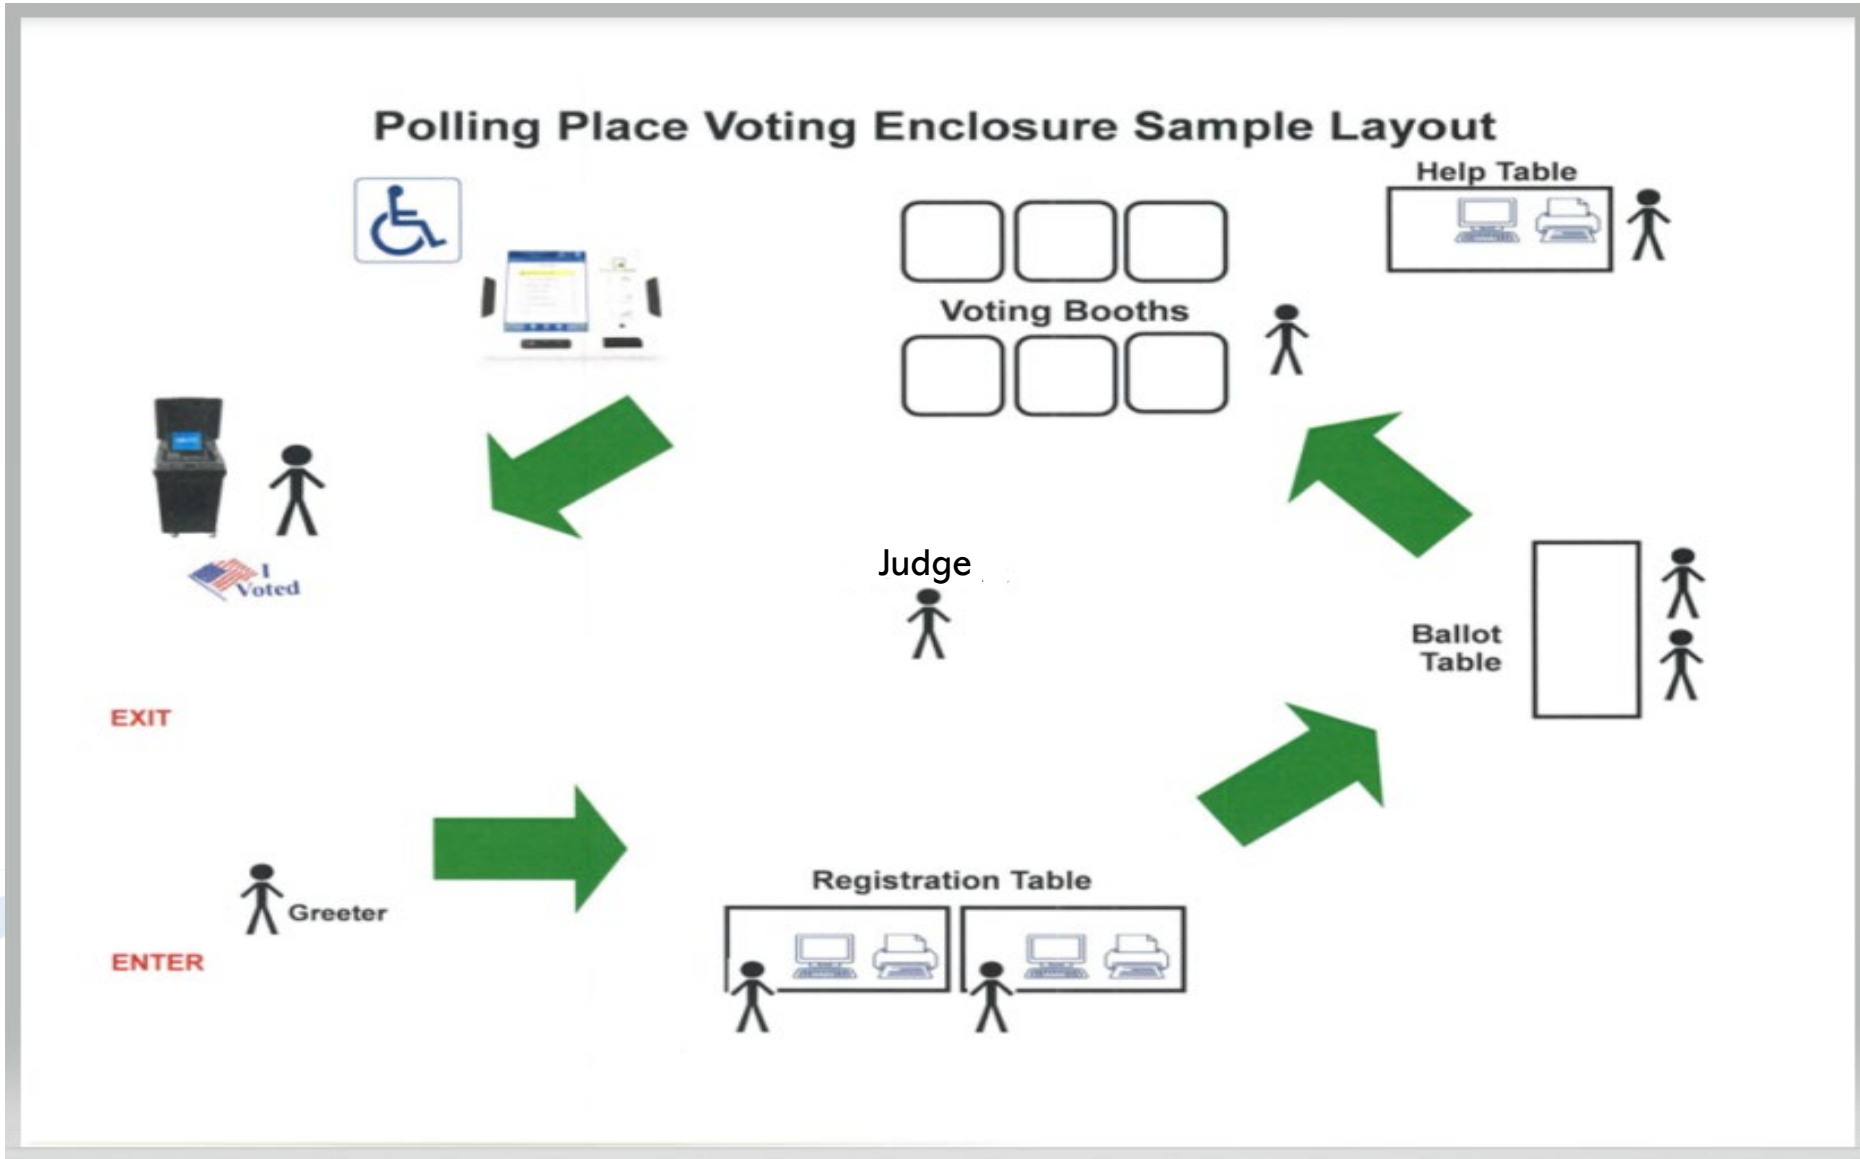 Polling Place Voting Enclosure Sample Layout
Help Table
Voting Booths
I
Voted
Judge
Ballot
Table
EXIT
Registration Table
Greeter
ENTER